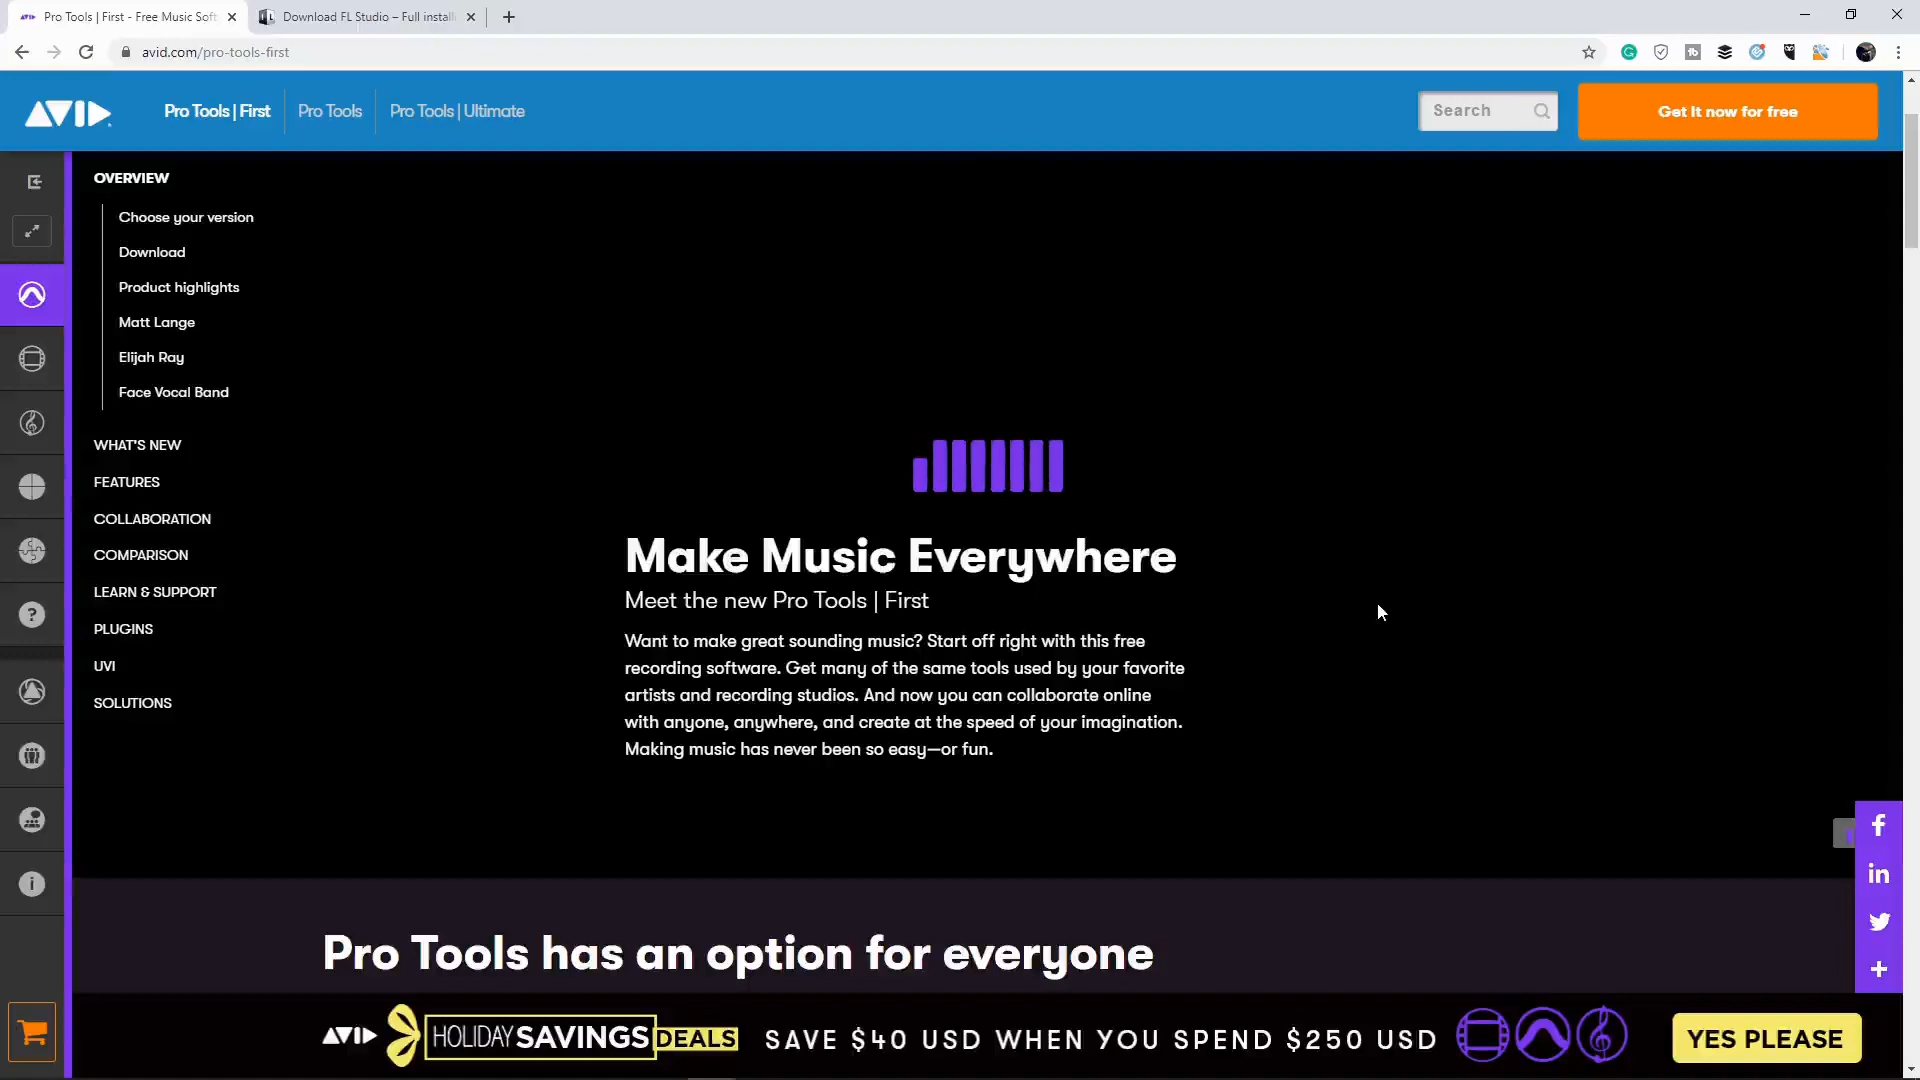 Pro Tools | First - Free Music Soft
Download FL Studio – Full install
avid.com/pro-tools-first
AVID
Pro Tools | First
Pro Tools
Pro Tools | Ultimate
Search
Get it now for free
OVERVIEW
Choose your version
Download
Product highlights
Matt Lange
Elijah Ray
Face Vocal Band
WHAT'S NEW
FEATURES
COLLABORATION
COMPARISON
LEARN & SUPPORT
PLUGINS
UVI
SOLUTIONS
Make Music Everywhere
Meet the new Pro Tools | First
Want to make great sounding music? Start off right with this free
recording software. Get many of the same tools used by your favorite
artists and recording studios. And now you can collaborate online
with anyone, anywhere, and create at the speed of your imagination.
Making music has never been so easy—or fun.
Pro Tools has an option for everyone
AVID HOLIDAY SAVINGS DEALS SAVE $40 USD WHEN YOU SPEND $250 USD YES PLEASE